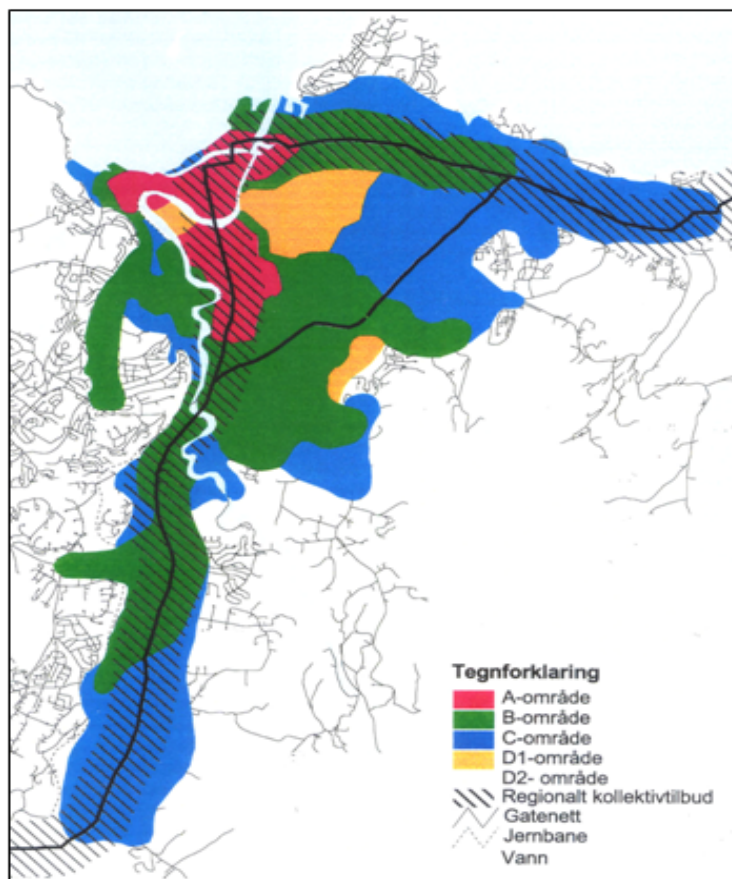 Tegnforklaring
A-område
B-område
C-område
D1-område
D2- område
Regionalt kollektivtilbud
Gatenett
Jernbane
Vann